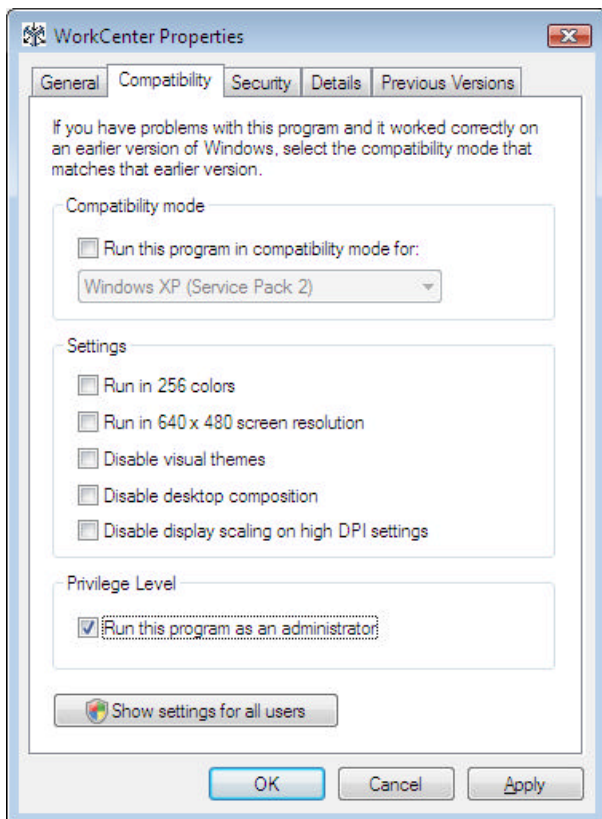 WorkCenter Properties
General Compatibility Security Details Previous Versions
If you have problems with this program and it worked correctly on
an earlier version of Windows, select the compatibility mode that
matches that earlier version.
Compatibility mode
Run this program in compatibility mode for:
Windows XP (Service Pack 2)
Settings
Run in 256 colors
Run in 640 x 480 screen resolution
Disable visual themes
Disable desktop composition
Disable display scaling on high DPI settings
Privilege Level
Run this program as an administrator
Show settings for all users
OK Cancel Apply